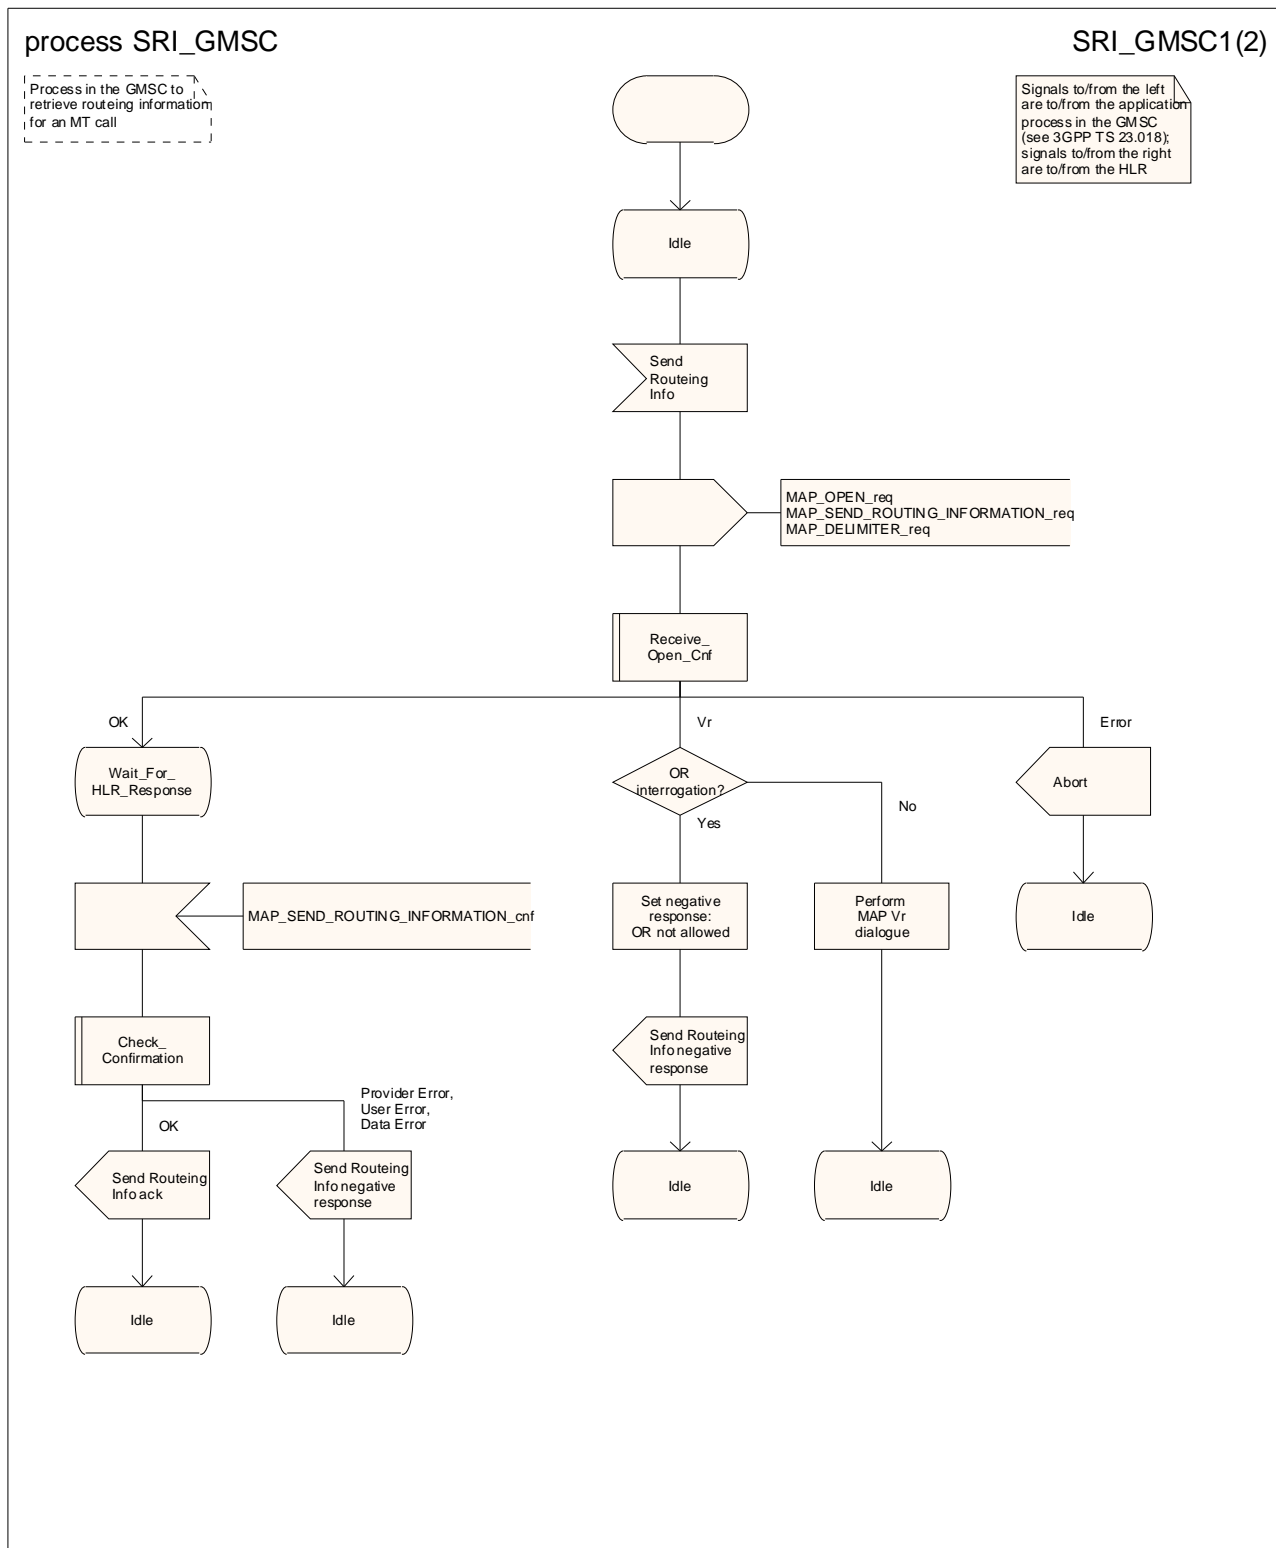 process SRI_GMSC
SRI_GMSC1(2)
Process in the GMSC to
retrieve routeing information
for an MT call
Signals to/from the left
are to/from the application
process in the GMSC
(see 3GPP TS 23.018);
signals to/from the right
are to/from the HLR
Idle
Send
Routeing
Info
MAP_OPEN_req
MAP_SEND_ROUTING_INFORMATION_req
MAP_DELIMITER_req
Receive_
Open_Cnf
OK
Vr
Error
Wait_For_
HLR_Response
OR
interrogation?
Abort
No
Yes
MAP_SEND_ROUTING_INFORMATION_cnf
Set negative
response:
OR not allowed
Perform
MAP Vr
dialogue
Idle
Check_
Confirmation
Send Routeing
Info negative
response
Provider Error,
User Error,
Data Error
OK
Send Routeing
Info ack
Send Routeing
Info negative
response
Idle
Idle
Idle
Idle